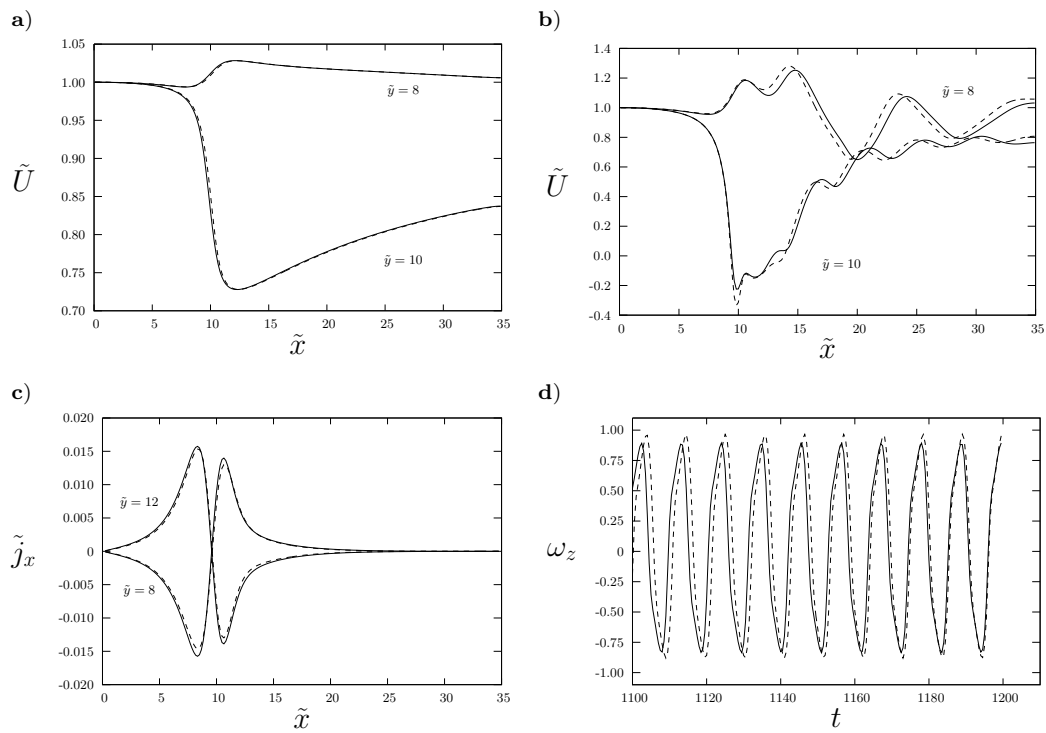 a)
1.05
1.00
0.95
0.90
0.85
0.80
0.75
0.70
Ũ
ỹ = 8
ỹ = 10
0 5 10 15 20 25 30 35
x̃
b)
1.4
1.2
1.0
0.8
0.6
0.4
0.2
0.0
-0.2
-0.4
Ũ
ỹ = 8
ỹ = 10
0 5 10 15 20 25 30 35
x̃
c)
0.020
0.015
0.010
0.005
0
-0.005
-0.010
-0.015
-0.020
j̃x
ỹ = 12
ỹ = 8
0 5 10 15 20 25 30 35
x̃
d)
1.00
0.75
0.50
0.25
0
-0.25
-0.50
-0.75
-1.00
ωz
1100 1120 1140 1160 1180 1200
t